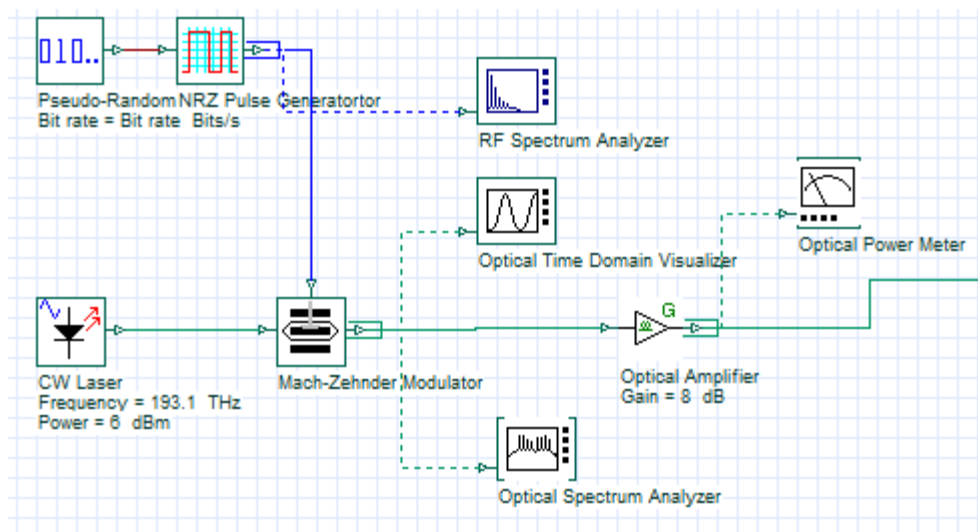 010..
Pseudo-Random NRZ Pulse Generatortor
Bit rate = Bit rate Bits/s
RF Spectrum Analyzer
Optical Time Domain Visualizer
Optical Power Meter
CW Laser
Frequency = 193.1 THz
Power = 6 dBm
Mach-Zehnder Modulator
G
Optical Amplifier
Gain = 8 dB
Optical Spectrum Analyzer